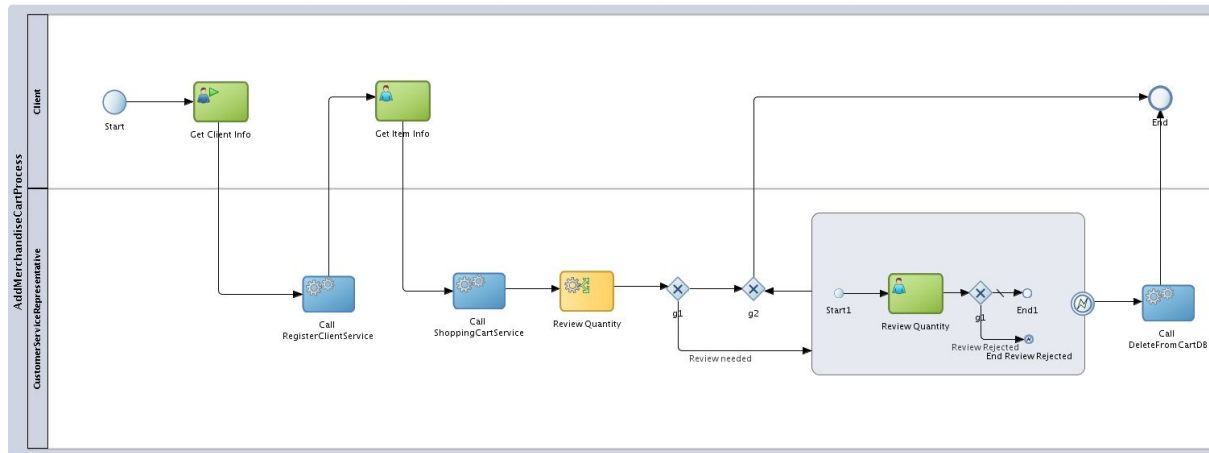 AddMerchandiseCartProcess
Client
Start
Get Client Info
Get Item Info
End
CustomerServiceRepresentative
Call
RegisterClientService
Call
ShoppingCartService
Review Quantity
g1
Review needed
g2
Start1
Review Quantity
g1
End1
Review Rejected
End Review Rejected
Call
DeleteFromCartDB